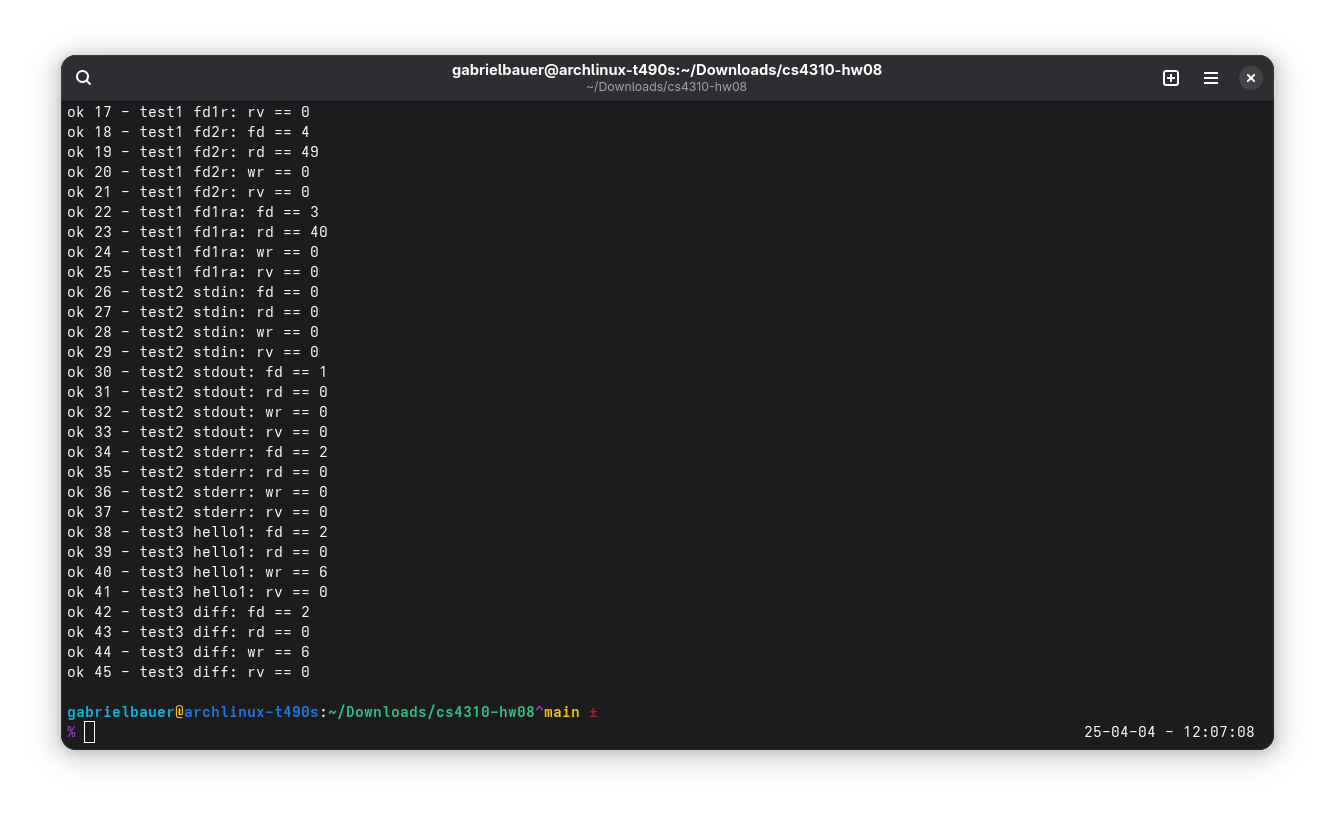 gabrielbauer@archlinux-t490s:~/Downloads/cs4310-hw08
~/Downloads/cs4310-hw08
ok 17 - test1 fd1r: rv == 0
ok 18 - test1 fd2r: fd == 4
ok 19 - test1 fd2r: rd == 49
ok 20 - test1 fd2r: wr == 0
ok 21 - test1 fd2r: rv == 0
ok 22 - test1 fd1ra: fd == 3
ok 23 - test1 fd1ra: rd == 40
ok 24 - test1 fd1ra: wr == 0
ok 25 - test1 fd1ra: rv == 0
ok 26 - test2 stdin: fd == 0
ok 27 - test2 stdin: rd == 0
ok 28 - test2 stdin: wr == 0
ok 29 - test2 stdin: rv == 0
ok 30 - test2 stdout: fd == 1
ok 31 - test2 stdout: rd == 0
ok 32 - test2 stdout: wr == 0
ok 33 - test2 stdout: rv == 0
ok 34 - test2 stderr: fd == 2
ok 35 - test2 stderr: rd == 0
ok 36 - test2 stderr: wr == 0
ok 37 - test2 stderr: rv == 0
ok 38 - test3 hello1: fd == 2
ok 39 - test3 hello1: rd == 0
ok 40 - test3 hello1: wr == 6
ok 41 - test3 hello1: rv == 0
ok 42 - test3 diff: fd == 2
ok 43 - test3 diff: rd == 0
ok 44 - test3 diff: wr == 6
ok 45 - test3 diff: rv == 0
gabrielbauer@archlinux-t490s:~/Downloads/cs4310-hw08^main ±
% 25-04-04 - 12:07:08